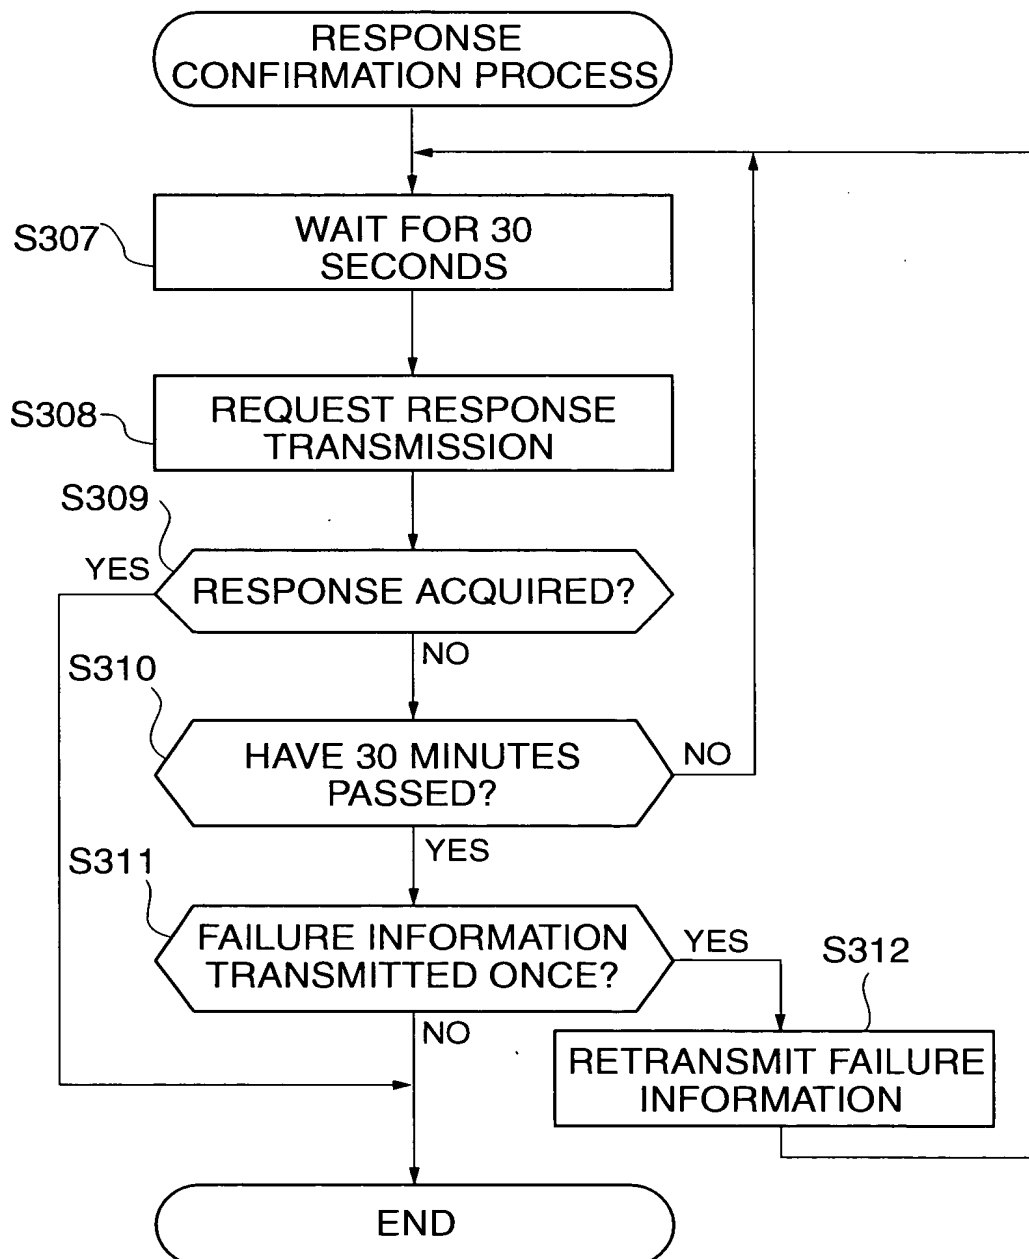 RESPONSE
CONFIRMATION PROCESS
S307
WAIT FOR 30
SECONDS
S308
REQUEST RESPONSE
TRANSMISSION
S309
YES
RESPONSE ACQUIRED?
NO
S310
HAVE 30 MINUTES
PASSED?
NO
YES
S311
FAILURE INFORMATION
TRANSMITTED ONCE?
YES
S312
NO
RETRANSMIT FAILURE
INFORMATION
END